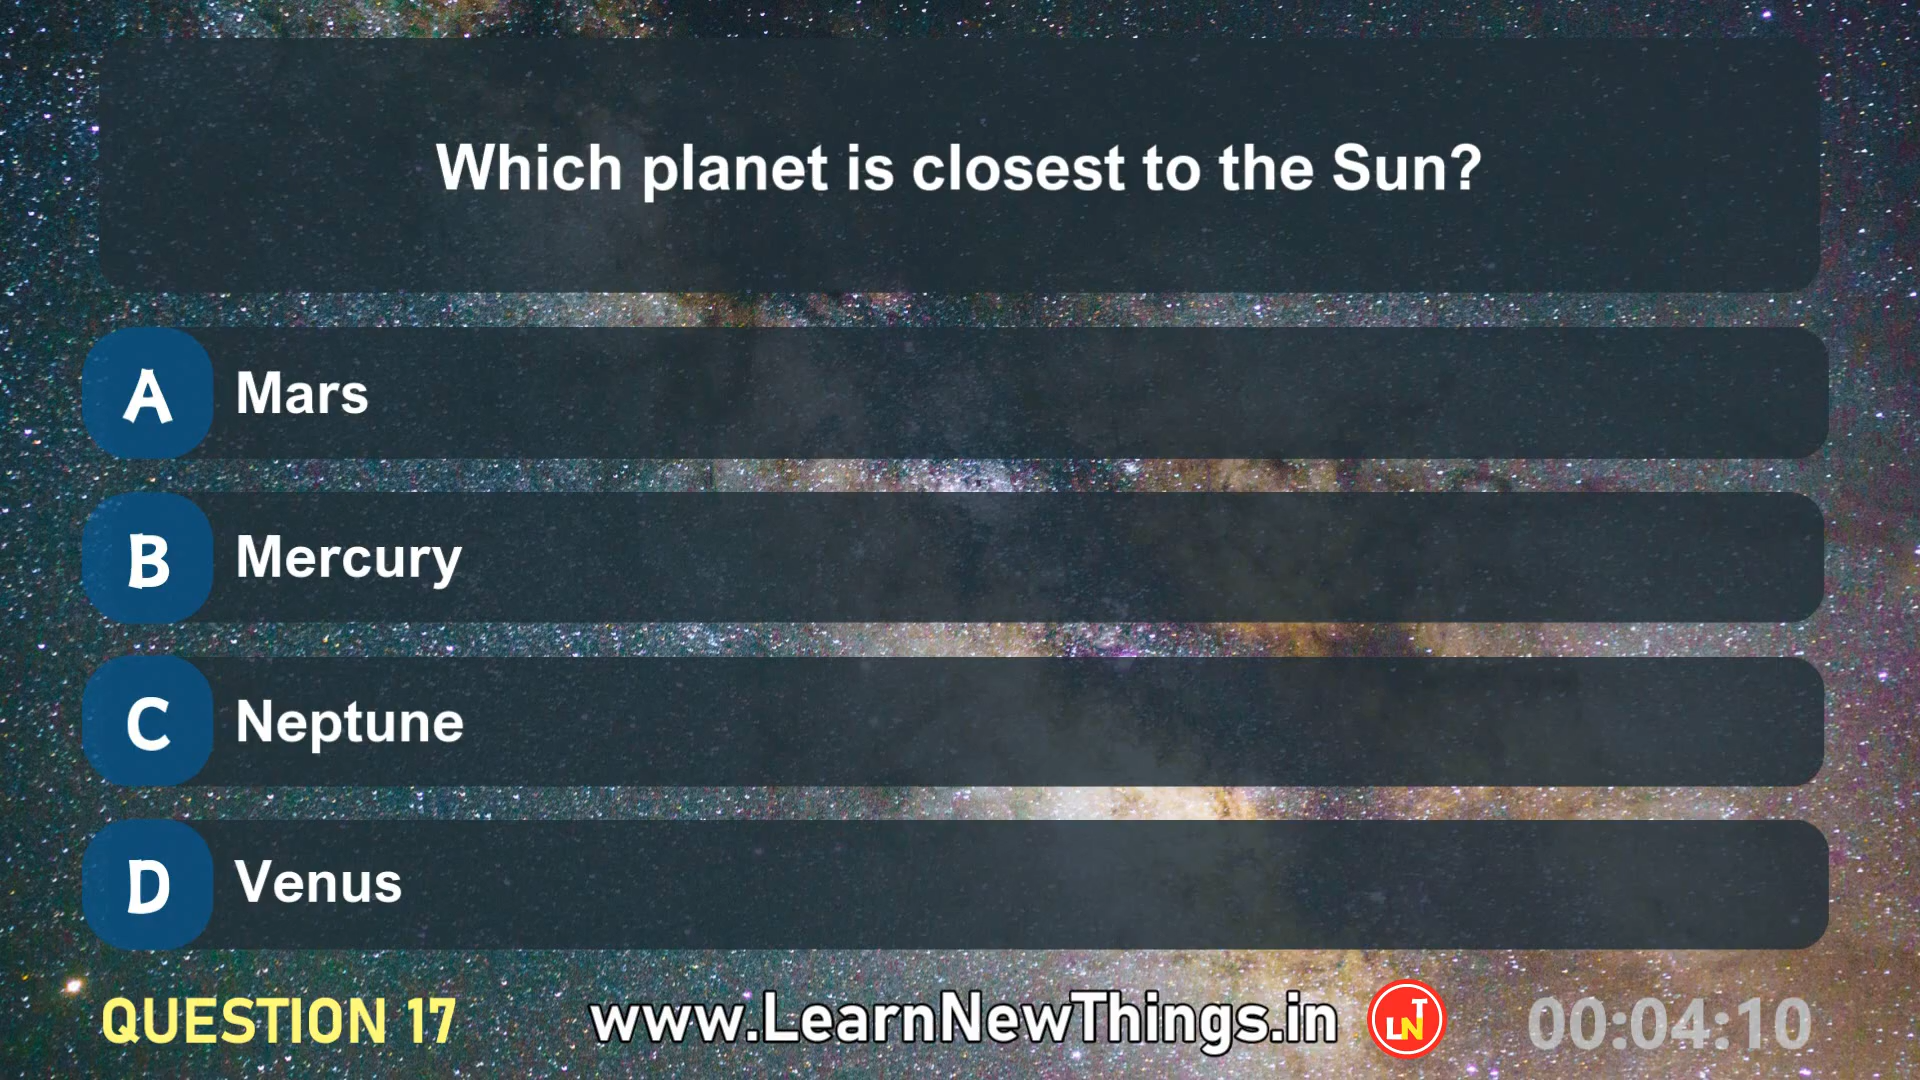 Which planet is closest to the Sun?
A Mars
B Mercury
C Neptune
D Venus
QUESTION 17 www.LearnNewThings.in LNT 00:04:10